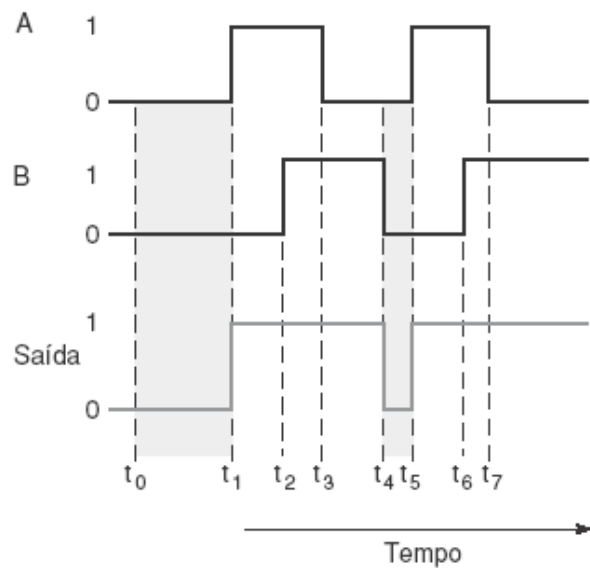 A 1
0
B 1
0
1
Saída
0
t₀ t₁ t₂ t₃ t₄ t₅ t₆ t₇
Tempo